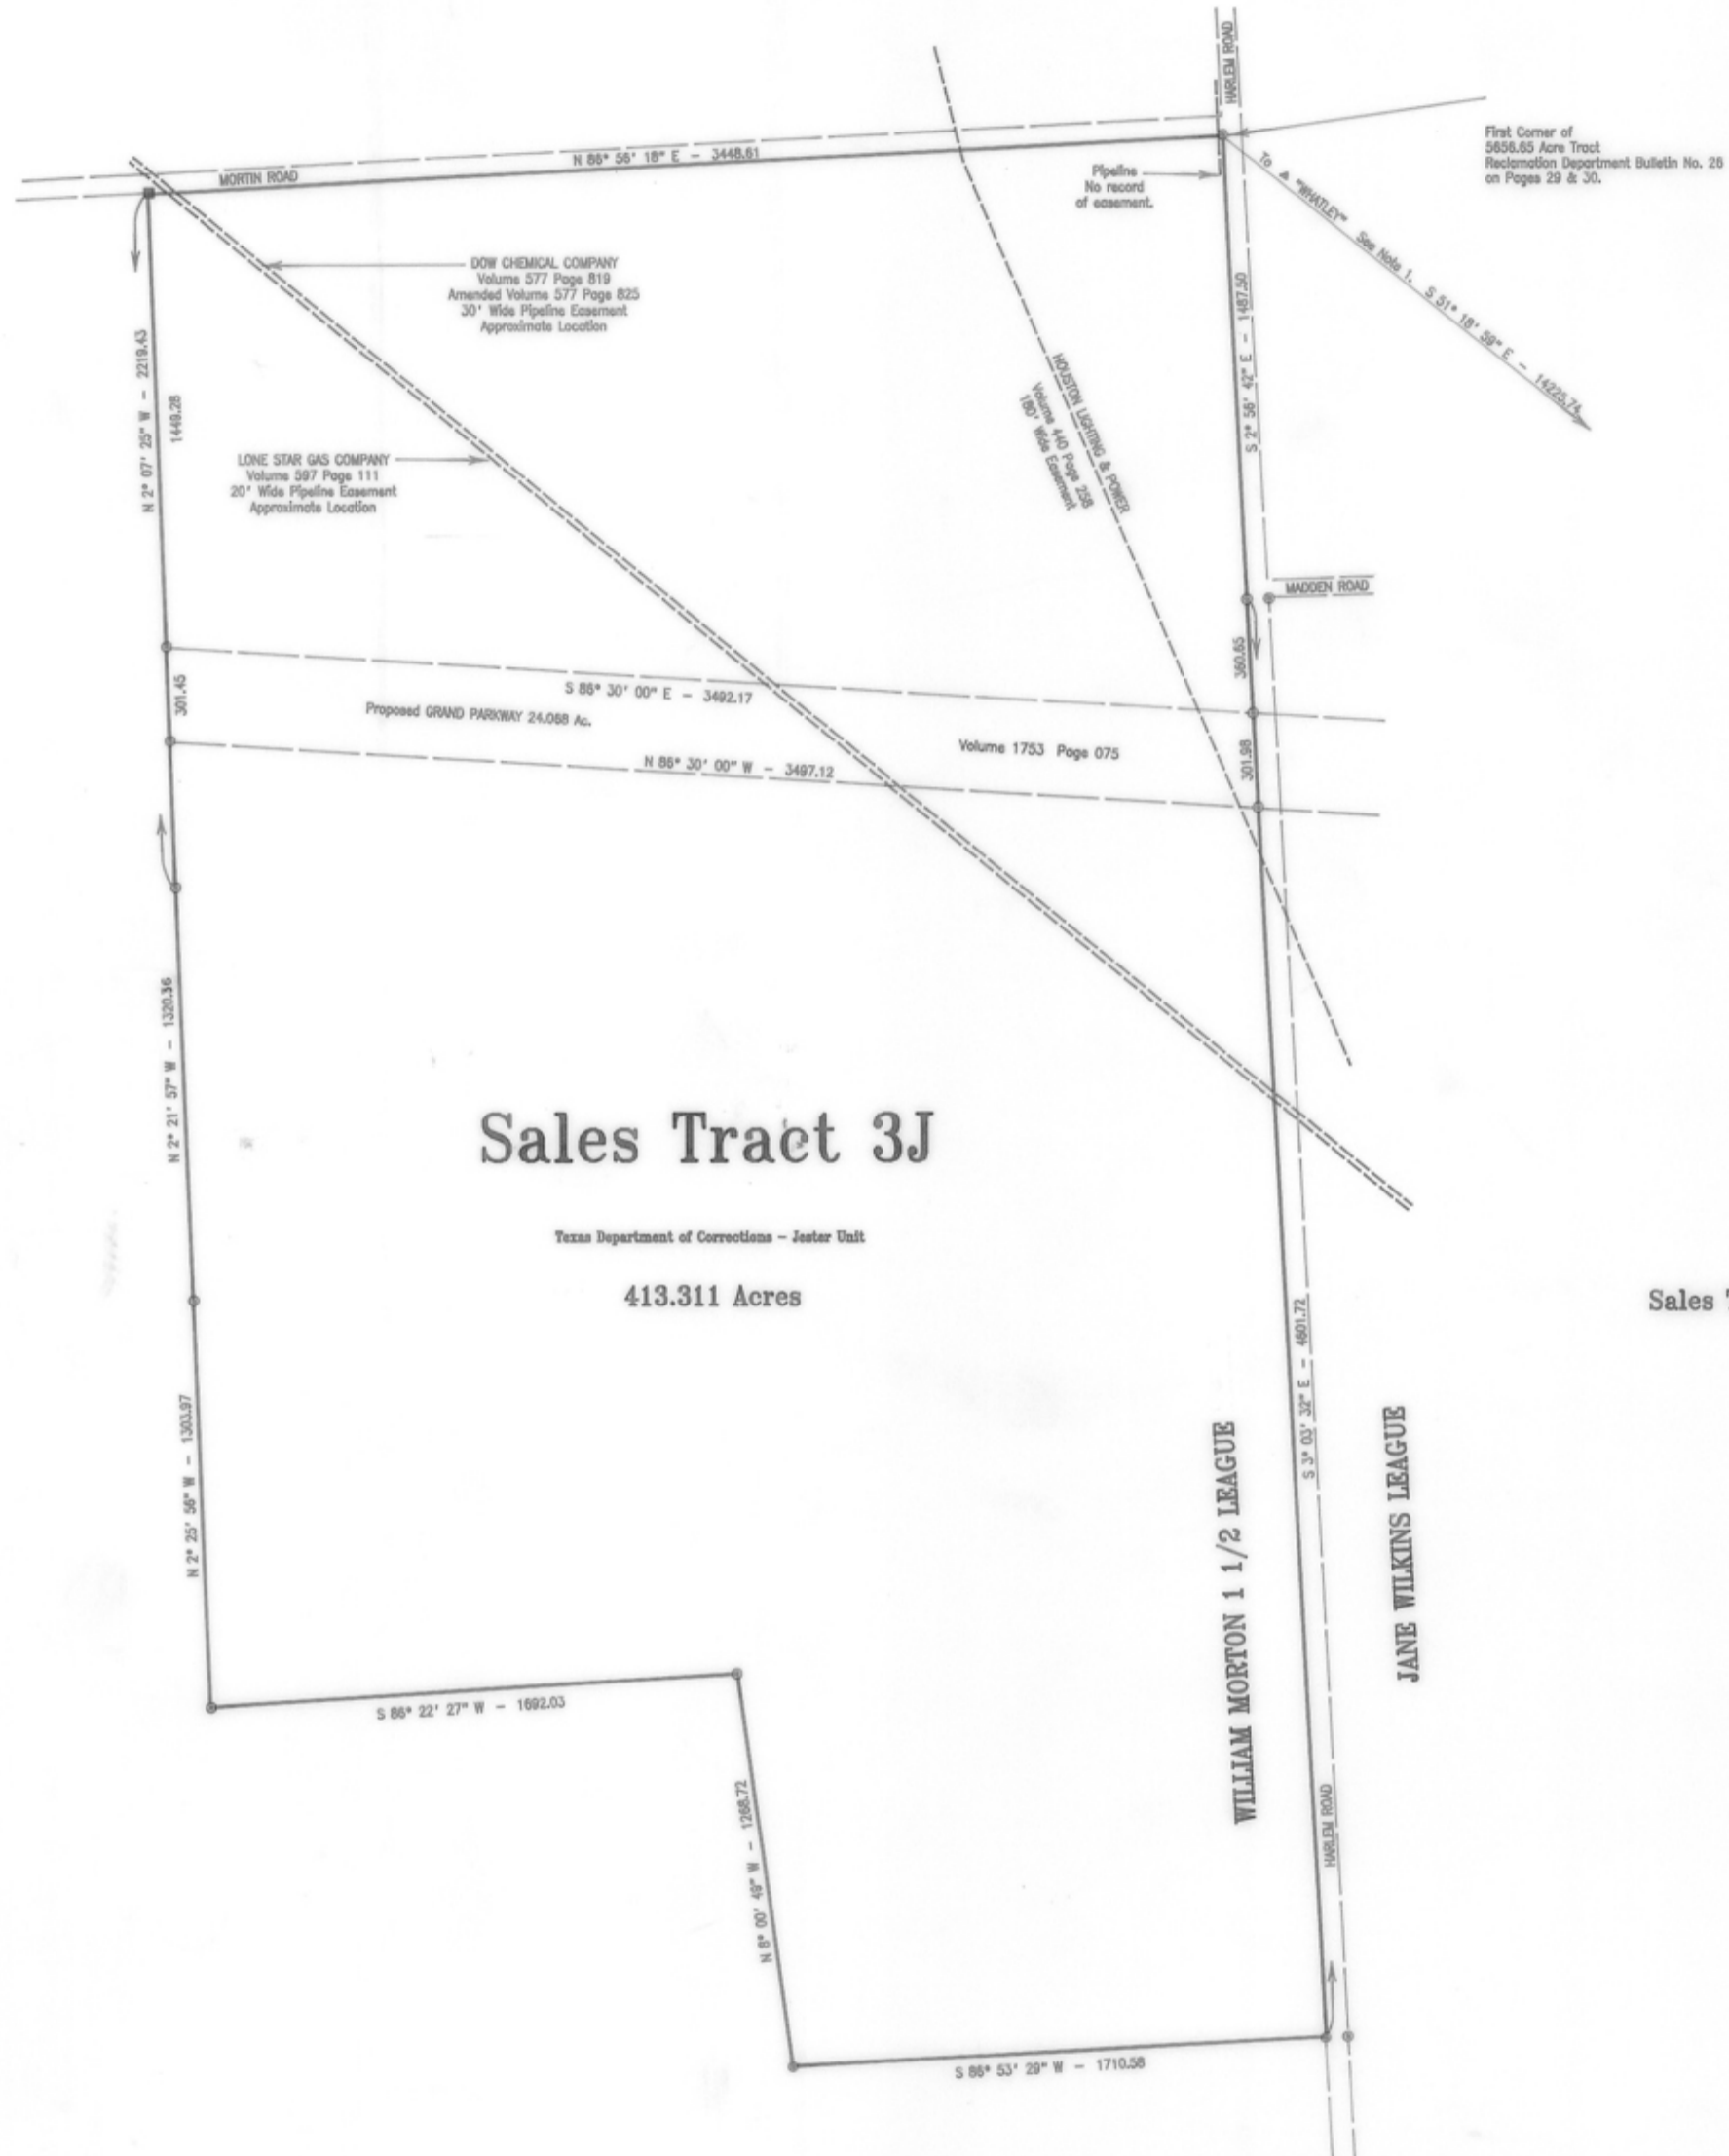 HARLEM ROAD
First Corner of
5656.65 Acre Tract
Reclamation Department Bulletin No. 26
on Pages 29 & 30.
N 86° 56' 18" E - 3448.61
MORTIN ROAD
Pipeline
No record
of easement.
To A "WHATLEY" See Note 1. S 51° 18' 59" E - 14225.74
DOW CHEMICAL COMPANY
Volume 577 Page 819
Amended Volume 577 Page 825
30' Wide Pipeline Easement
Approximate Location
S 2° 56' 42" E - 1487.50
N 2° 07' 25" W - 2219.43
1449.28
HOUSTON LIGHTING & POWER
Volume 440 Page 258
180' Wide Easement
LONE STAR GAS COMPANY
Volume 597 Page 111
20' Wide Pipeline Easement
Approximate Location
MADDEN ROAD
360.65
301.45
S 86° 30' 00" E - 3492.17
Proposed GRAND PARKWAY 24.068 Ac.
Volume 1753 Page 075
301.98
N 86° 30' 00" W - 3497.12
N 2° 21' 57" W - 1320.36
Sales Tract 3J
Texas Department of Corrections - Jester Unit
413.311 Acres
Sales T
S 3° 03' 32" E - 4601.72
N 2° 25' 56" W - 1303.97
WILLIAM MORTON 1 1/2 LEAGUE
JANE WILKINS LEAGUE
S 86° 22' 27" W - 1692.03
N 8° 00' 49" W - 1268.72
HARLEM ROAD
S 86° 53' 29" W - 1710.58